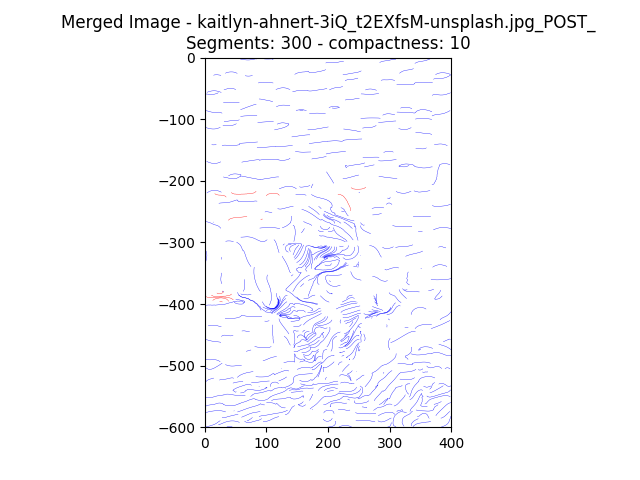 Merged Image - kaitlyn-ahnert-3iQ_t2EXfsM-unsplash.jpg_POST_
Segments: 300 - compactness: 10
0
−100
−200
−300
−400
−500
−600
0 100 200 300 400